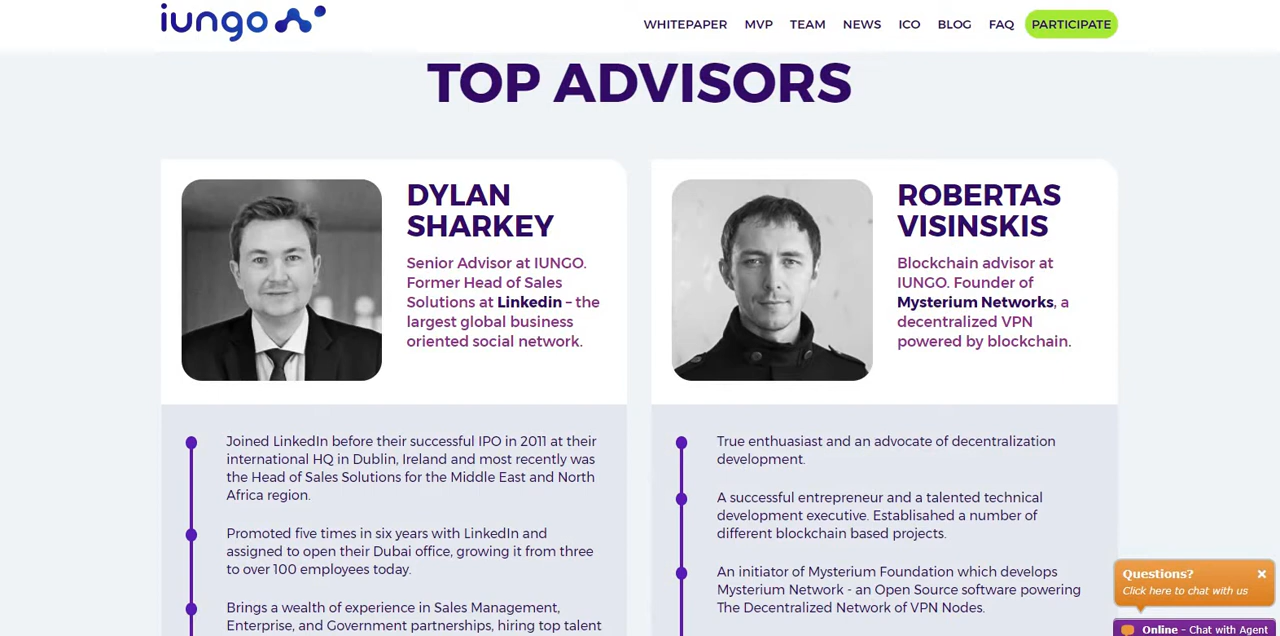 iungo
WHITEPAPER MVP TEAM NEWS ICO BLOG FAQ PARTICIPATE
TOP ADVISORS
DYLAN
SHARKEY
Senior Advisor at IUNGO.
Former Head of Sales
Solutions at Linkedin – the
largest global business
oriented social network.
Joined LinkedIn before their successful IPO in 2011 at their
international HQ in Dublin, Ireland and most recently was
the Head of Sales Solutions for the Middle East and North
Africa region.
Promoted five times in six years with LinkedIn and
assigned to open their Dubai office, growing it from three
to over 100 employees today.
Brings a wealth of experience in Sales Management,
Enterprise, and Government partnerships, hiring top talent
ROBERTAS
VISINSKIS
Blockchain advisor at
IUNGO. Founder of
Mysterium Networks, a
decentralized VPN
powered by blockchain.
True enthusiast and an advocate of decentralization
development.
A successful entrepreneur and a talented technical
development executive. Establisahed a number of
different blockchain based projects.
An initiator of Mysterium Foundation which develops
Mysterium Network - an Open Source software powering
The Decentralized Network of VPN Nodes.
Questions?
Click here to chat with us
Online - Chat with Agent